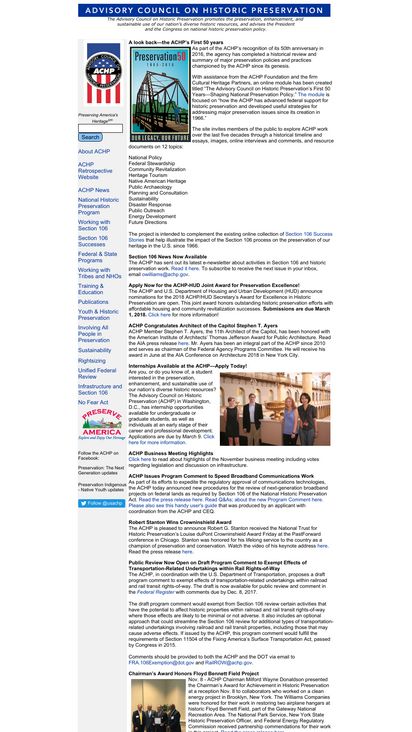 ADVISORY COUNCIL ON HISTORIC PRESERVATION
The Advisory Council on Historic Preservation promotes the preservation, enhancement, and
sustainable use of our nation's diverse historic resources, and advises the President
and the Congress on national historic preservation policy.
ACHP
Preserving America's
Heritage
Search
About ACHP
ACHP
Retrospective
Website
ACHP News
National Historic
Preservation
Program
Working with
Section 106
Section 106
Successes
Federal & State
Programs
Working with
Tribes and NHOs
Training &
Education
Publications
Youth & Historic
Preservation
Involving All
People in
Preservation
Sustainability
Rightsizing
Unified Federal
Review
Infrastructure and
Section 106
No Fear Act
PRESERVE
AMERICA
Explore and Enjoy Our Heritage
Follow the ACHP on
Facebook:
Preservation: The Next
Generation updates
Preservation Indigenous
- Native Youth updates
Follow @usachp
A look back—the ACHP's First 50 years
Preservation50
1966-2016
OUR LEGACY, OUR FUTURE
As part of the ACHP's recognition of its 50th anniversary in
2016, the agency completed a historical review and
summary of major preservation policies and practices
championed by the ACHP since its genesis.
With assistance from the ACHP Foundation and the firm
Cultural Heritage Partners, an online module has been created
titled "The Advisory Council on Historic Preservation's First 50
Years—Shaping National Preservation Policy." The module is
focused on "how the ACHP has advanced federal support for
historic preservation and developed useful strategies for
addressing major preservation issues since its creation in
1966."
The site invites members of the public to explore ACHP work
over the last five decades through a historical timeline and
essays, images, online interviews and comments, and resource
documents on 12 topics:
National Policy
Federal Stewardship
Community Revitalization
Heritage Tourism
Native American Heritage
Public Archaeology
Planning and Consultation
Sustainability
Disaster Response
Public Outreach
Energy Development
Future Directions
The project is intended to complement the existing online collection of Section 106 Success
Stories that help illustrate the impact of the Section 106 process on the preservation of our
heritage in the U.S. since 1966.
Section 106 News Now Available
The ACHP has sent out its latest e-newsletter about activities in Section 106 and historic
preservation work. Read it here. To subscribe to receive the next issue in your inbox,
email cwilliams@achp.gov.
Apply Now for the ACHP-HUD Joint Award for Preservation Excellence!
The ACHP and U.S. Department of Housing and Urban Development (HUD) announce
nominations for the 2018 ACHP/HUD Secretary's Award for Excellence in Historic
Preservation are open. This joint award honors outstanding historic preservation efforts with
affordable housing and community revitalization successes. Submissions are due March
1, 2018. Click here for more information!
ACHP Congratulates Architect of the Capitol Stephen T. Ayers
ACHP Member Stephen T. Ayers, the 11th Architect of the Capitol, has been honored with
the American Institute of Architects' Thomas Jefferson Award for Public Architecture. Read
the AIA press release here. Mr. Ayers has been an integral part of the ACHP since 2010
and serves as chairman of the Federal Agency Programs Committee. He will receive his
award in June at the AIA Conference on Architecture 2018 in New York City.
Internships Available at the ACHP—Apply Today!
Are you, or do you know of, a student
interested in the preservation,
enhancement, and sustainable use of
our nation's diverse historic resources?
The Advisory Council on Historic
Preservation (ACHP) in Washington,
D.C., has internship opportunities
available for undergraduate or
graduate students, as well as
individuals at an early stage of their
career and professional development.
Applications are due by March 9. Click
here for more information.
ACHP Business Meeting Highlights
Click here to read about highlights of the November business meeting including votes
regarding legislation and discussion on infrastructure.
ACHP Issues Program Comment to Speed Broadband Communications Work
As part of its efforts to expedite the regulatory approval of communications technologies,
the ACHP today announced new procedures for the review of next-generation broadband
projects on federal lands as required by Section 106 of the National Historic Preservation
Act. Read the press release here. Read Q&As; about the new Program Comment here.
Please also see this handy user's guide that was produced by an applicant with
coordination from the ACHP and CEQ.
Robert Stanton Wins Crowninshield Award
The ACHP is pleased to announce Robert G. Stanton received the National Trust for
Historic Preservation's Louise duPont Crowninshield Award Friday at the PastForward
conference in Chicago. Stanton was honored for his lifelong service to the country as a
champion of preservation and conservation. Watch the video of his keynote address here.
Read the press release here.
Public Review Now Open on Draft Program Comment to Exempt Effects of
Transportation-Related Undertakings within Rail Rights-of-Way
The ACHP, in coordination with the U.S. Department of Transportation, proposes a draft
program comment to exempt effects of transportation-related undertakings within railroad
and rail transit rights-of-way. The draft is now available for public review and comment in
the Federal Register with comments due by Dec. 8, 2017.
The draft program comment would exempt from Section 106 review certain activities that
have the potential to affect historic properties within railroad and rail transit rights-of-way
where those effects are likely to be minimal or not adverse. It also includes an optional
approach that could streamline the Section 106 review for additional types of transportation-
related undertakings involving railroad and rail transit properties, including those that may
cause adverse effects. If issued by the ACHP, this program comment would fulfill the
requirements of Section 11504 of the Fixing America's Surface Transportation Act, passed
by Congress in 2015.
Comments should be provided to both the ACHP and the DOT via email to
FRA.106Exemption@dot.gov and RailROW@achp.gov.
Chairman's Award Honors Floyd Bennett Field Project
Nov. 8 - ACHP Chairman Milford Wayne Donaldson presented
the Chairman's Award for Achievement in Historic Preservation
at a reception Nov. 8 to collaborators who worked on a clean
energy project in Brooklyn, New York. The Williams Companies
were honored for their work in restoring two airplane hangars at
historic Floyd Bennett Field, part of the Gateway National
Recreation Area. The National Park Service, New York State
Historic Preservation Officer, and Federal Energy Regulatory
Commission received partnership commendations for their work